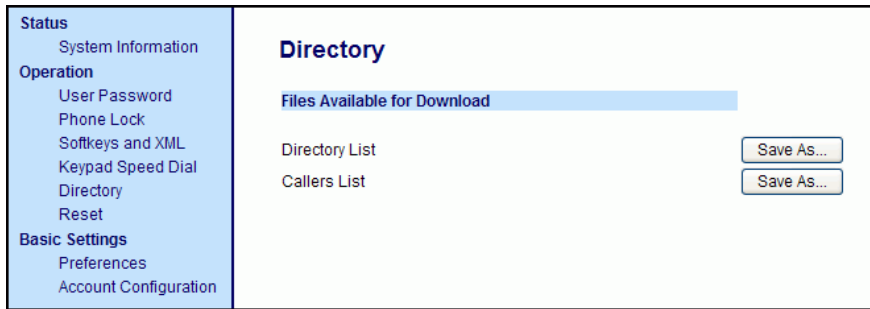 Status
System Information
Operation
User Password
Phone Lock
Softkeys and XML
Keypad Speed Dial
Directory
Reset
Basic Settings
Preferences
Account Configuration
Directory
Files Available for Download
Directory List Save As...
Callers List Save As...